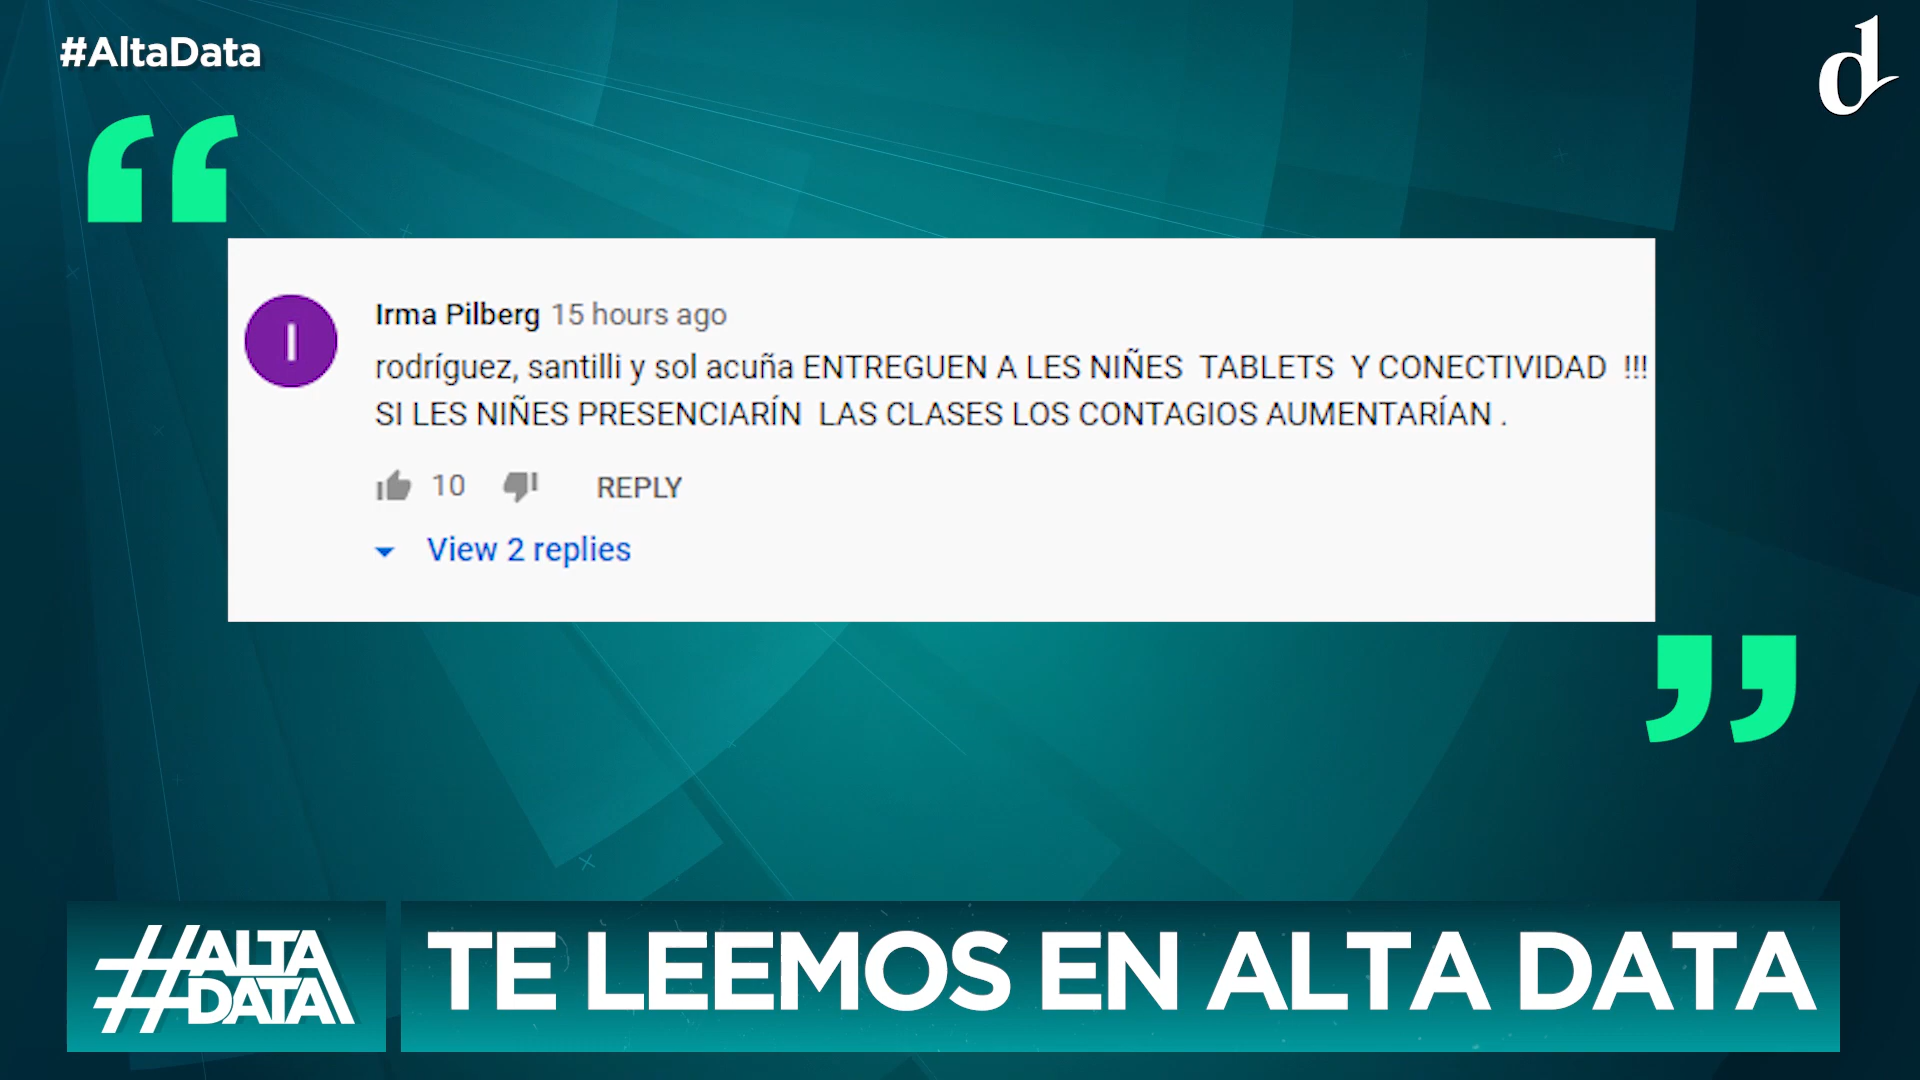 #AltaData
Irma Pilberg 15 hours ago
rodríguez, santilli y sol acuña ENTREGUEN A LES NIÑES TABLETS Y CONECTIVIDAD !!!
SI LES NIÑES PRESENCIARÍN LAS CLASES LOS CONTAGIOS AUMENTARÍAN .
10 REPLY
View 2 replies
#ALTA
DATA
TE LEEMOS EN ALTA DATA